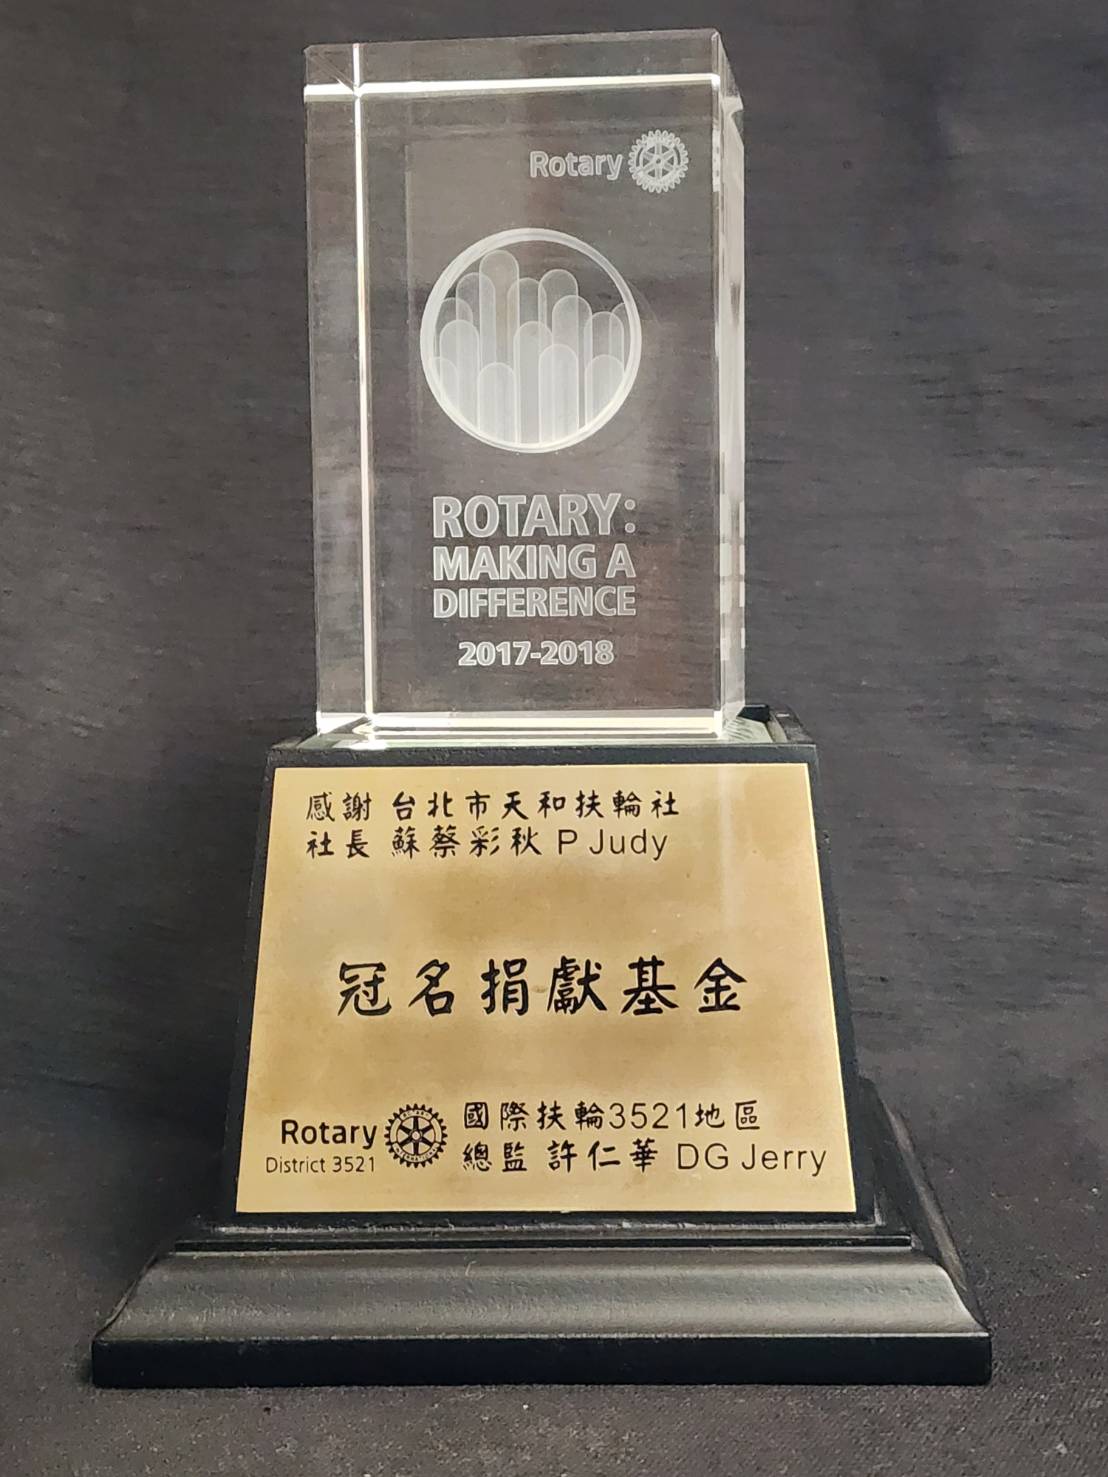 Rotary
ROTARY:
MAKING A
DIFFERENCE
2017-2018
感謝 台北市天和扶輪社
社長 蘇蔡彩秋 P Judy
冠名捐獻基金
Rotary
District 3521
國際扶輪3521地區
總監 許仁華 DG Jerry